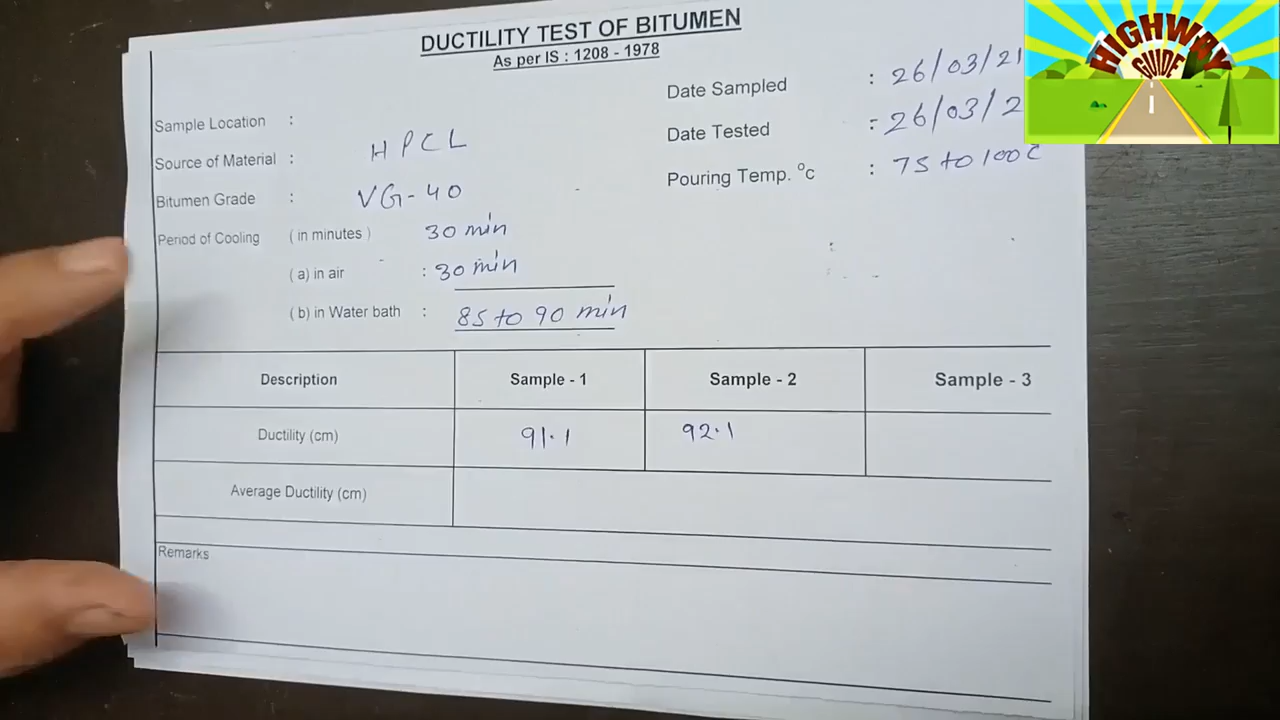 DUCTILITY TEST OF BITUMEN
As per IS : 1208 - 1978
HIGHWAY
GUIDE
Date Sampled : 26/03/21
Sample Location :
Date Tested : 26/03/2
Source of Material : HPCL
Pouring Temp. °c : 75 to 100 c
Bitumen Grade : VG-40
Period of Cooling ( in minutes ) 30 min
( a ) in air : 30 min
( b ) in Water bath : 85 to 90 min
Description Sample - 1 Sample - 2 Sample - 3
Ductility (cm) 91.1 92.1
Average Ductility (cm)
Remarks